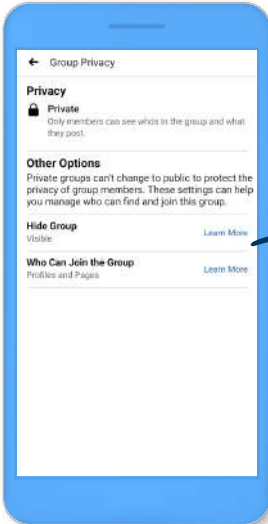 Group Privacy
Privacy
Private
Only members can see whos in the group and what
they post.
Other Options
Private groups can't change to public to protect the
privacy of group members. These settings can help
you manage who can find and join this group.
Hide Group
Learn More
Visible
Who Can Join the Group
Learn More
Profiles and Pages